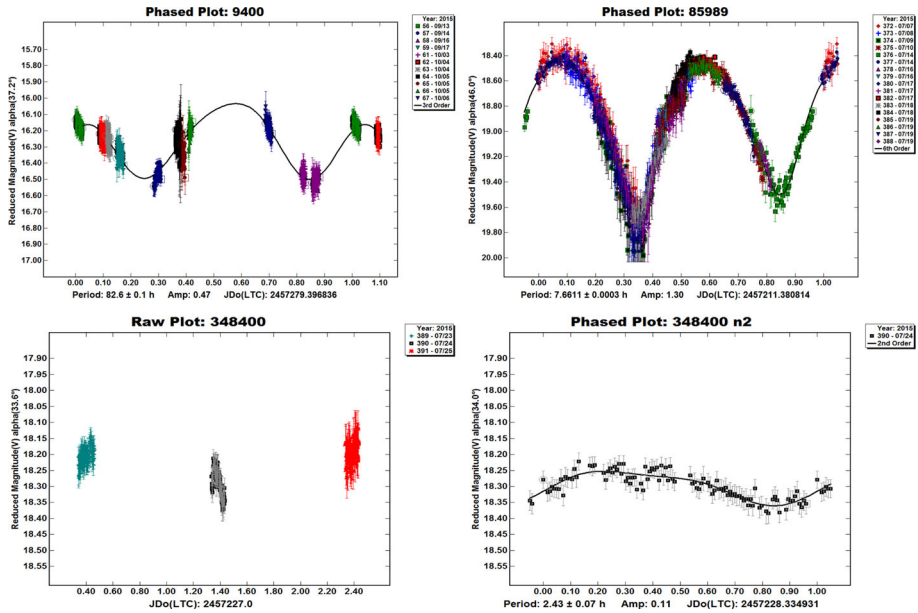 Phased Plot: 9400
Year: 2015
56 - 09/13
57 - 09/14
58 - 09/15
59 - 09/17
61 - 10/03
62 - 10/04
63 - 10/04
64 - 10/05
65 - 10/05
66 - 10/05
67 - 10/06
3rd Order
Reduced Magnitude(V) alpha(37.2°)
15.70
15.80
15.90
16.00
16.10
16.20
16.30
16.40
16.50
16.60
16.70
16.80
16.90
17.00
0.00 0.10 0.20 0.30 0.40 0.50 0.60 0.70 0.80 0.90 1.00 1.10
Period: 82.6 ± 0.1 h Amp: 0.47 JDo(LTC): 2457279.396836
Phased Plot: 85989
Year: 2015
372 - 07/07
373 - 07/08
374 - 07/09
375 - 07/10
376 - 07/14
377 - 07/14
378 - 07/16
379 - 07/16
380 - 07/17
381 - 07/17
382 - 07/17
383 - 07/18
384 - 07/18
385 - 07/19
386 - 07/19
387 - 07/19
388 - 07/19
6th Order
Reduced Magnitude(V) alpha(46.0°)
18.40
18.60
18.80
19.00
19.20
19.40
19.60
19.80
20.00
0.00 0.10 0.20 0.30 0.40 0.50 0.60 0.70 0.80 0.90 1.00
Period: 7.6611 ± 0.0003 h Amp: 1.30 JDo(LTC): 2457211.380814
Raw Plot: 348400
Year: 2015
389 - 07/23
390 - 07/24
391 - 07/25
Reduced Magnitude(V) alpha(33.6°)
17.90
17.95
18.00
18.05
18.10
18.15
18.20
18.25
18.30
18.35
18.40
18.45
18.50
18.55
0.40 0.60 0.80 1.00 1.20 1.40 1.60 1.80 2.00 2.20 2.40
JDo(LTC): 2457227.0
Phased Plot: 348400 n2
Year: 2015
390 - 07/24
2nd Order
Reduced Magnitude(V) alpha(34.0°)
17.90
17.95
18.00
18.05
18.10
18.15
18.20
18.25
18.30
18.35
18.40
18.45
18.50
18.55
0.00 0.10 0.20 0.30 0.40 0.50 0.60 0.70 0.80 0.90 1.00
Period: 2.43 ± 0.07 h Amp: 0.11 JDo(LTC): 2457228.334931